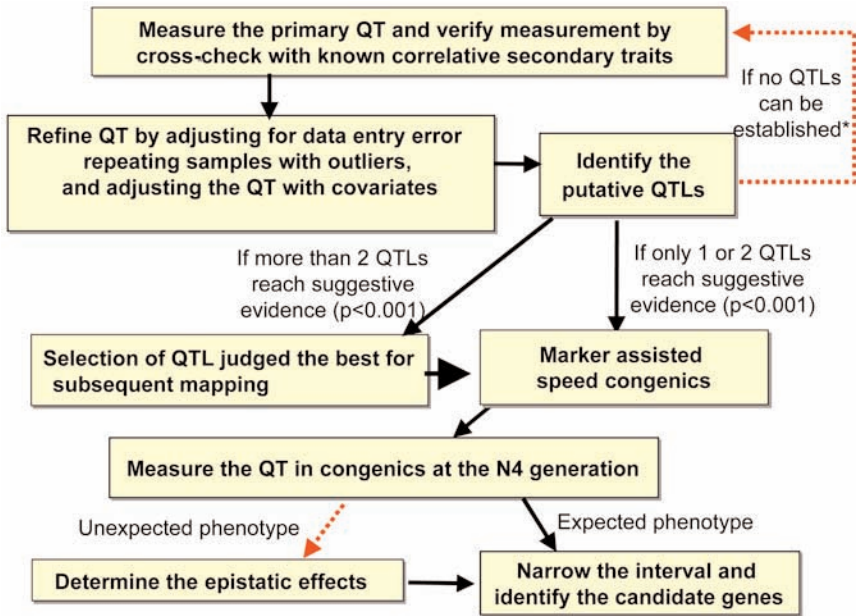 Measure the primary QT and verify measurement by
cross-check with known correlative secondary traits
If no QTLs
can be
established*
Refine QT by adjusting for data entry error
repeating samples with outliers,
and adjusting the QT with covariates
Identify the
putative QTLs
If more than 2 QTLs
reach suggestive
evidence (p<0.001)
If only 1 or 2 QTLs
reach suggestive
evidence (p<0.001)
Selection of QTL judged the best for
subsequent mapping
Marker assisted
speed congenics
Measure the QT in congenics at the N4 generation
Unexpected phenotype
Expected phenotype
Determine the epistatic effects
Narrow the interval and
identify the candidate genes